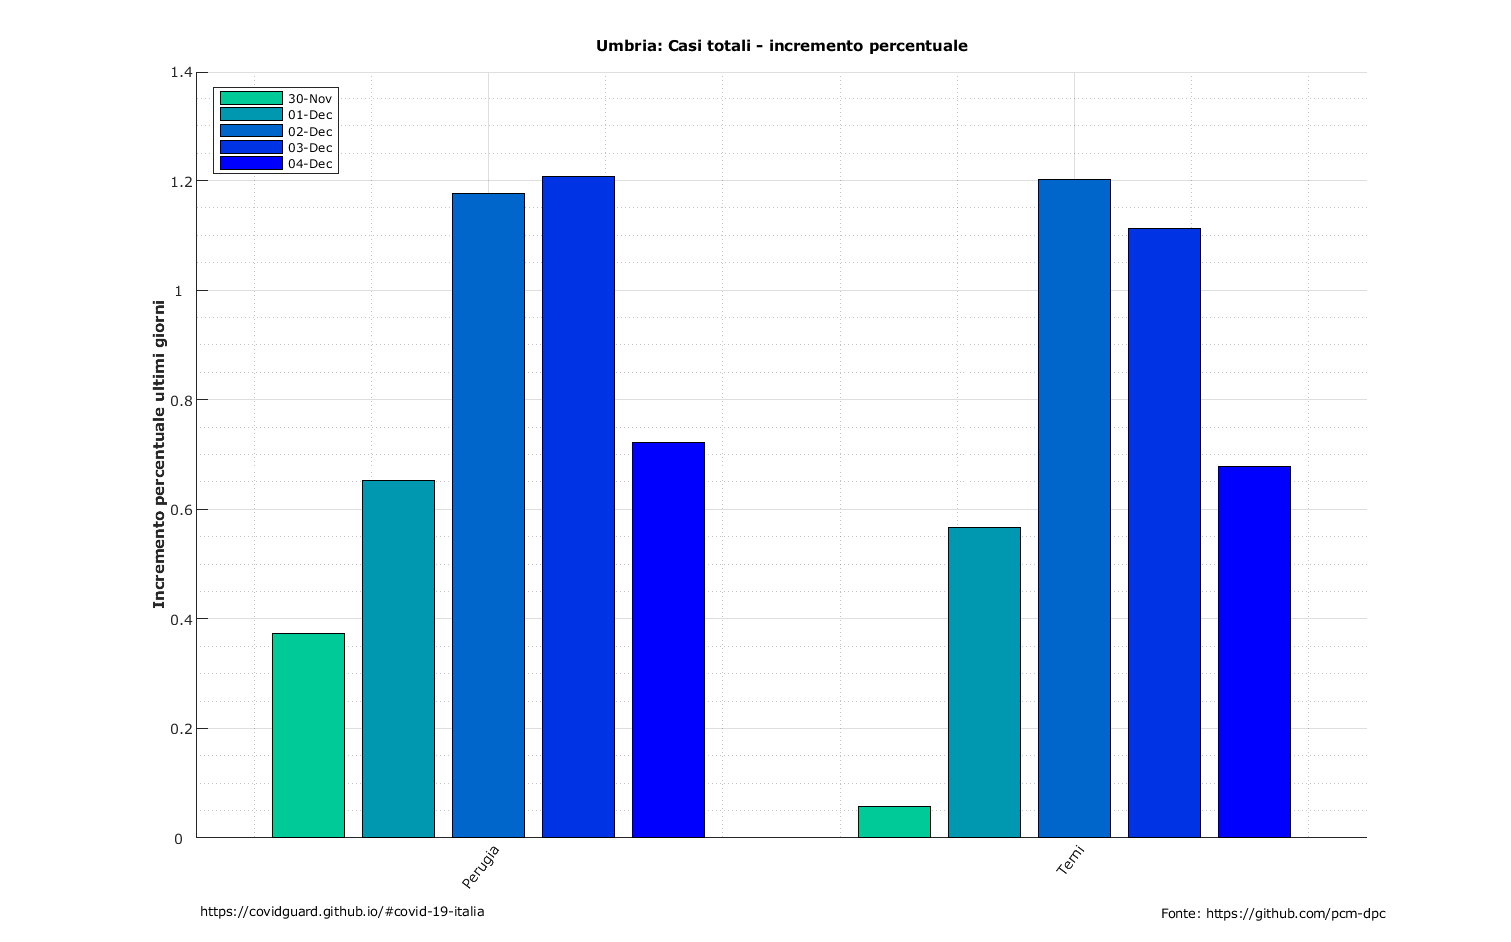 Umbria: Casi totali - incremento percentuale
1.4
1.2
1
0.8
0.6
0.4
0.2
0
Incremento percentuale ultimi giorni
30-Nov
01-Dec
02-Dec
03-Dec
04-Dec
Perugia
Terni
https://covidguard.github.io/#covid-19-italia
Fonte: https://github.com/pcm-dpc